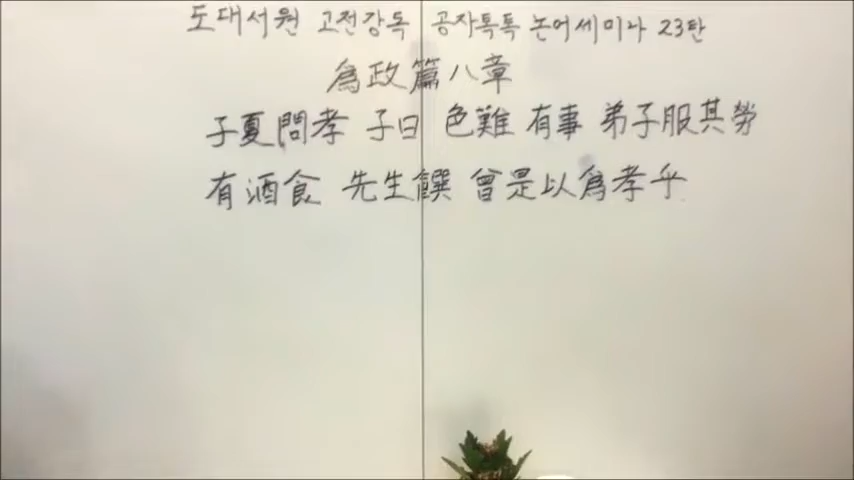 도대서원 고전강독 공자톡톡 논어세미나 23탄
為政篇八章
子夏問孝 子曰 色難 有事 弟子服其勞
有酒食 先生饌 曾是以為孝乎